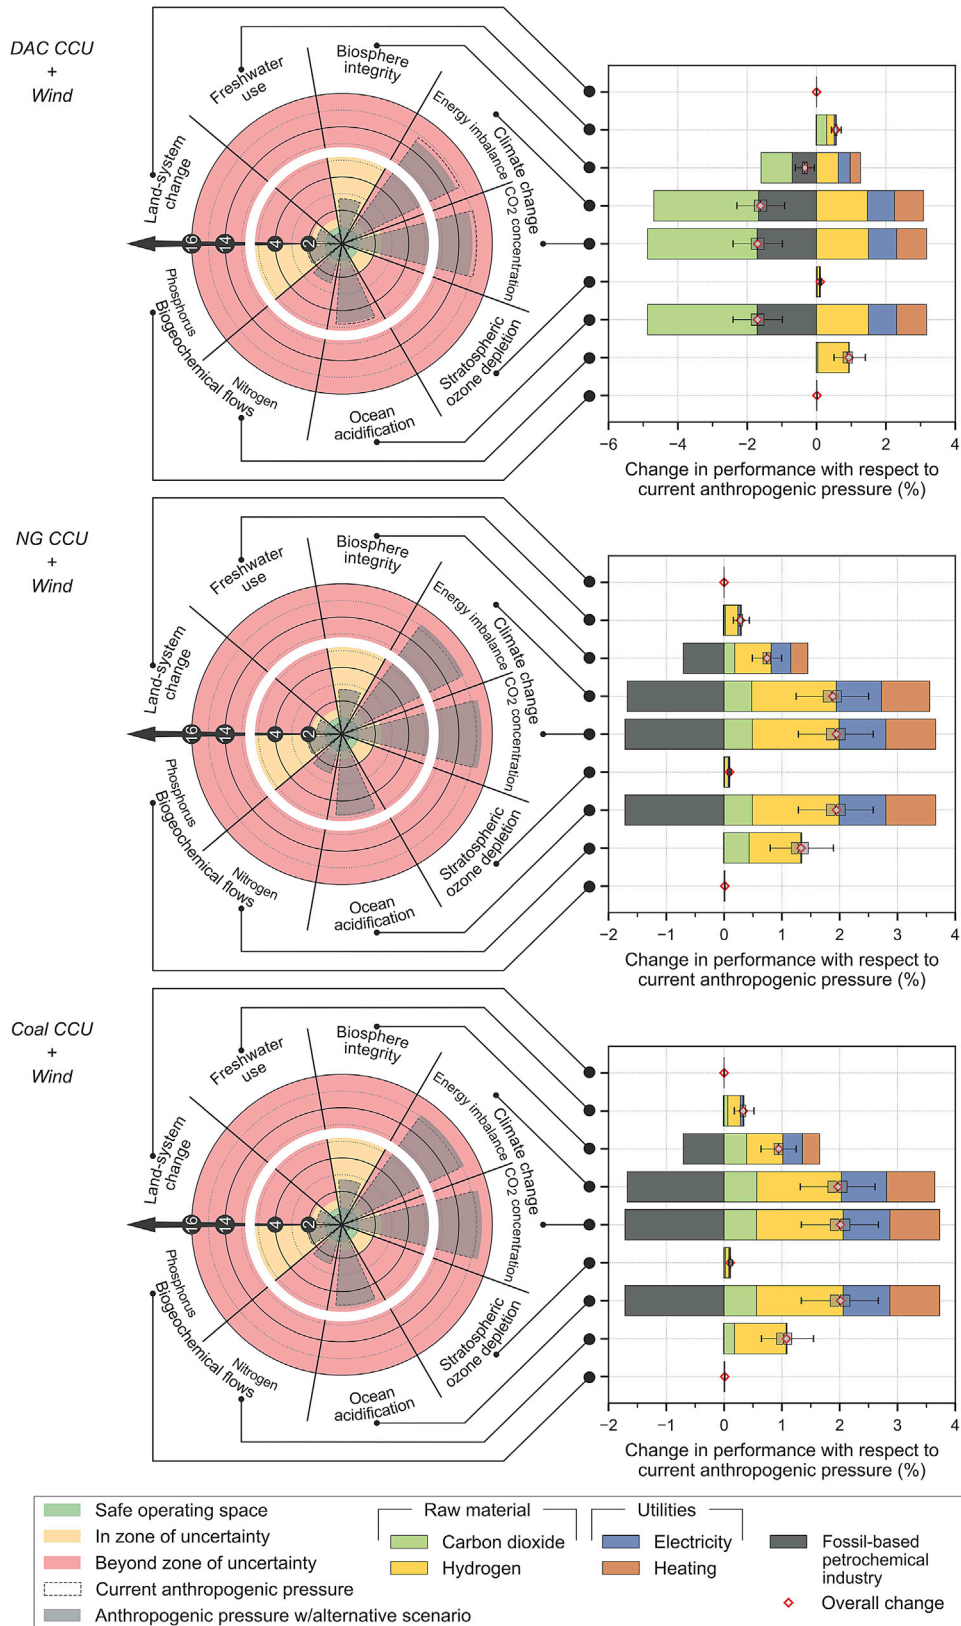 DAC CCU
+
Wind
Freshwater
use
Biosphere
integrity
Energy imbalance
Climate change
CO2 concentration
Land-system
change
16
14
4
2
Phosphorus
Biogeochemical flows
Nitrogen
Ocean
acidification
Stratospheric
ozone depletion
−6
−4
−2
0
2
4
Change in performance with respect to
current anthropogenic pressure (%)
NG CCU
+
Wind
Freshwater
use
Biosphere
integrity
Energy imbalance
Climate change
CO2 concentration
Land-system
change
16
14
4
2
Phosphorus
Biogeochemical flows
Nitrogen
Ocean
acidification
Stratospheric
ozone depletion
−2
−1
0
1
2
3
4
Change in performance with respect to
current anthropogenic pressure (%)
Coal CCU
+
Wind
Freshwater
use
Biosphere
integrity
Energy imbalance
Climate change
CO2 concentration
Land-system
change
16
14
4
2
Phosphorus
Biogeochemical flows
Nitrogen
Ocean
acidification
Stratospheric
ozone depletion
−2
−1
0
1
2
3
4
Change in performance with respect to
current anthropogenic pressure (%)
Safe operating space
In zone of uncertainty
Beyond zone of uncertainty
Current anthropogenic pressure
Anthropogenic pressure w/alternative scenario
Raw material
Carbon dioxide
Hydrogen
Utilities
Electricity
Heating
Fossil-based
petrochemical
industry
Overall change